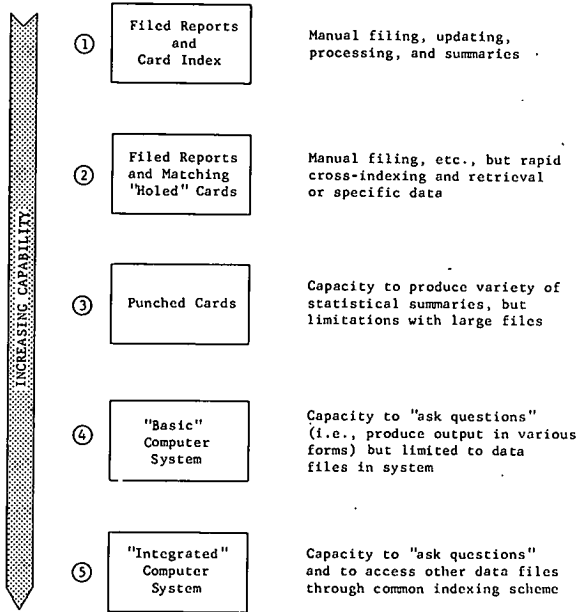 INCREASING CAPABILITY
①
Filed Reports
and
Card Index
Manual filing, updating,
processing, and summaries
②
Filed Reports
and Matching
"Holed" Cards
Manual filing, etc., but rapid
cross-indexing and retrieval
or specific data
③
Punched Cards
Capacity to produce variety of
statistical summaries, but
limitations with large files
④
"Basic"
Computer
System
Capacity to "ask questions"
(i.e., produce output in various
forms) but limited to data
files in system
⑤
"Integrated"
Computer
System
Capacity to "ask questions"
and to access other data files
through common indexing scheme